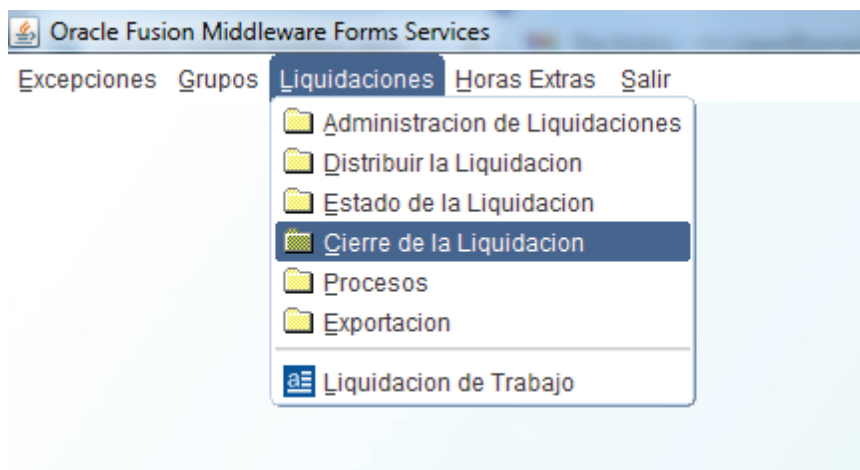 Oracle Fusion Middleware Forms Services
Excepciones Grupos Liquidaciones Horas Extras Salir
Administracion de Liquidaciones
Distribuir la Liquidacion
Estado de la Liquidacion
Cierre de la Liquidacion
Procesos
Exportacion
Liquidacion de Trabajo